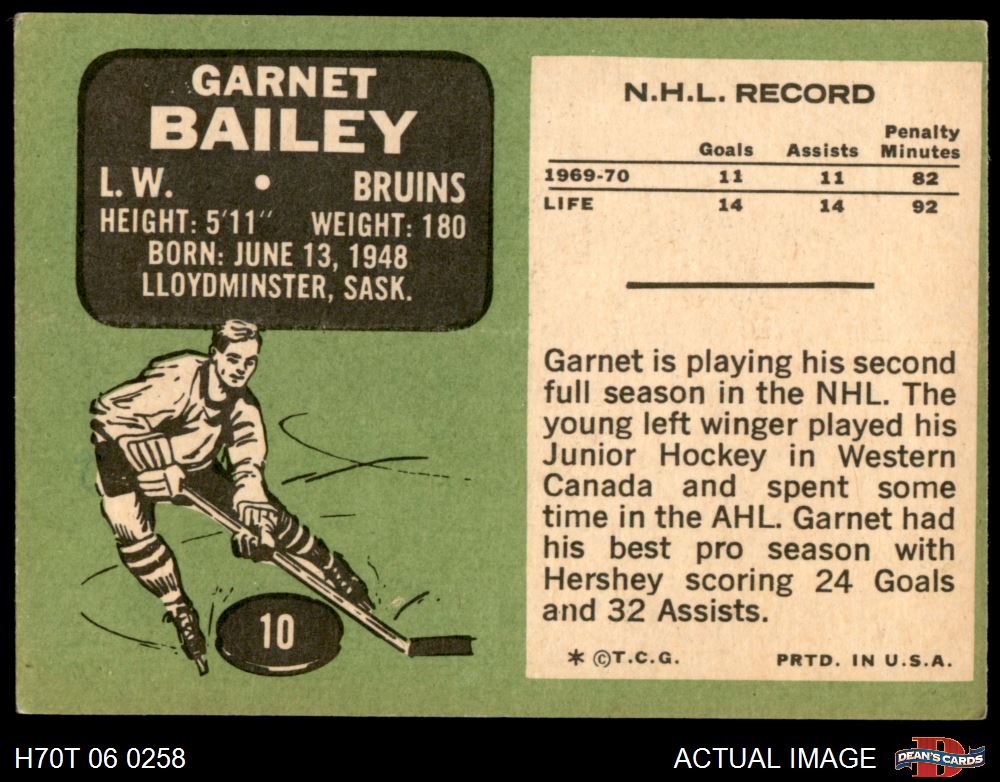 GARNET
BAILEY
L. W. • BRUINS
HEIGHT: 5'11" WEIGHT: 180
BORN: JUNE 13, 1948
LLOYDMINSTER, SASK.
10
N.H.L. RECORD
Goals Assists Penalty Minutes
1969-70 11 11 82
LIFE 14 14 92
Garnet is playing his second
full season in the NHL. The
young left winger played his
Junior Hockey in Western
Canada and spent some
time in the AHL. Garnet had
his best pro season with
Hershey scoring 24 Goals
and 32 Assists.
* ©T.C.G. PRTD. IN U.S.A.
H70T 06 0258
ACTUAL IMAGE
D
DEAN'S CARDS